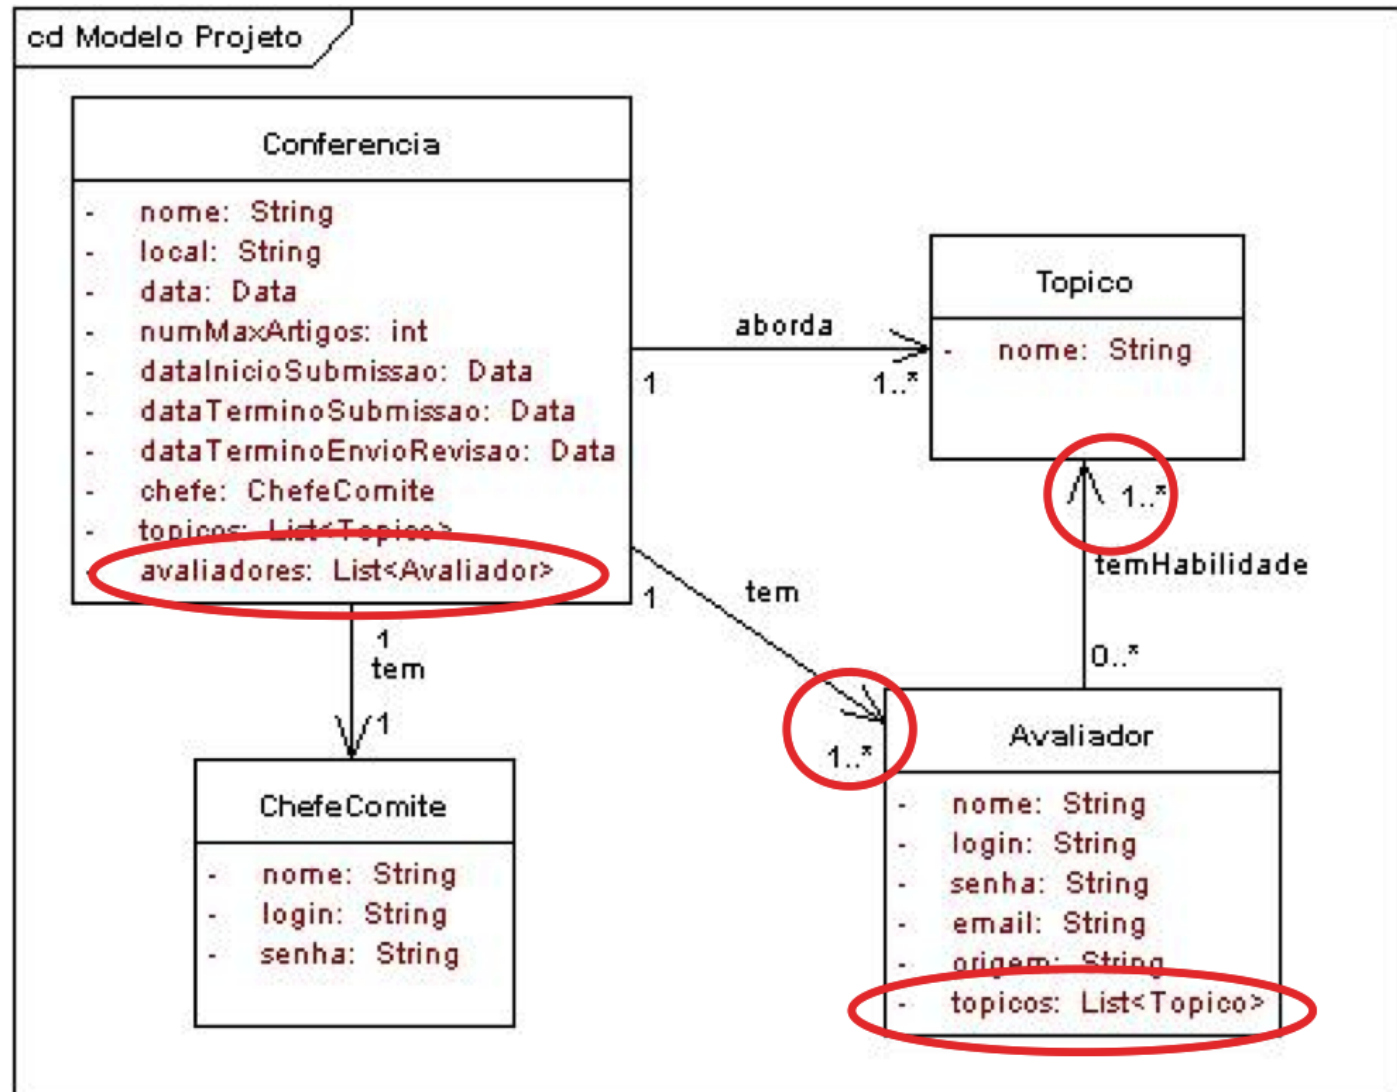 cd Modelo Projeto
Conferencia
- nome: String
- local: String
- data: Data
- numMaxArtigos: int
- dataInicioSubmissao: Data
- dataTerminoSubmissao: Data
- dataTerminoEnvioRevisao: Data
- chefe: ChefeComite
- topicos: List<Topico>
- avaliadores: List<Avaliador>
aborda
1
1..*
Topico
- nome: String
1..*
temHabilidade
0..*
1
tem
1..*
1
tem
1
ChefeComite
- nome: String
- login: String
- senha: String
Avaliador
- nome: String
- login: String
- senha: String
- email: String
- origem: String
- topicos: List<Topico>